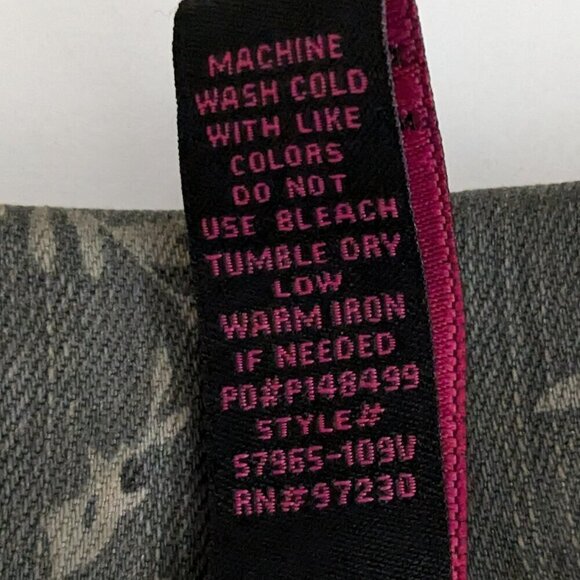 MACHINE
WASH COLD
WITH LIKE
COLORS
DO NOT
USE BLEACH
TUMBLE DRY
LOW
WARM IRON
IF NEEDED
PO#P148499
STYLE#
57965-109V
RN#97230